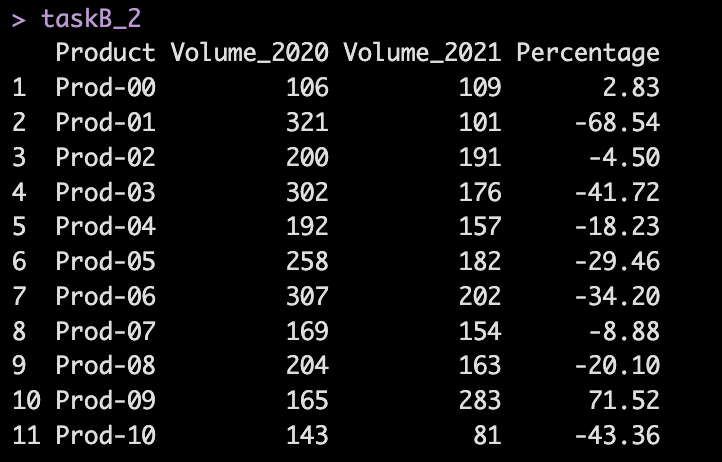 > taskB_2
Product Volume_2020 Volume_2021 Percentage
1 Prod-00 106 109 2.83
2 Prod-01 321 101 -68.54
3 Prod-02 200 191 -4.50
4 Prod-03 302 176 -41.72
5 Prod-04 192 157 -18.23
6 Prod-05 258 182 -29.46
7 Prod-06 307 202 -34.20
8 Prod-07 169 154 -8.88
9 Prod-08 204 163 -20.10
10 Prod-09 165 283 71.52
11 Prod-10 143 81 -43.36